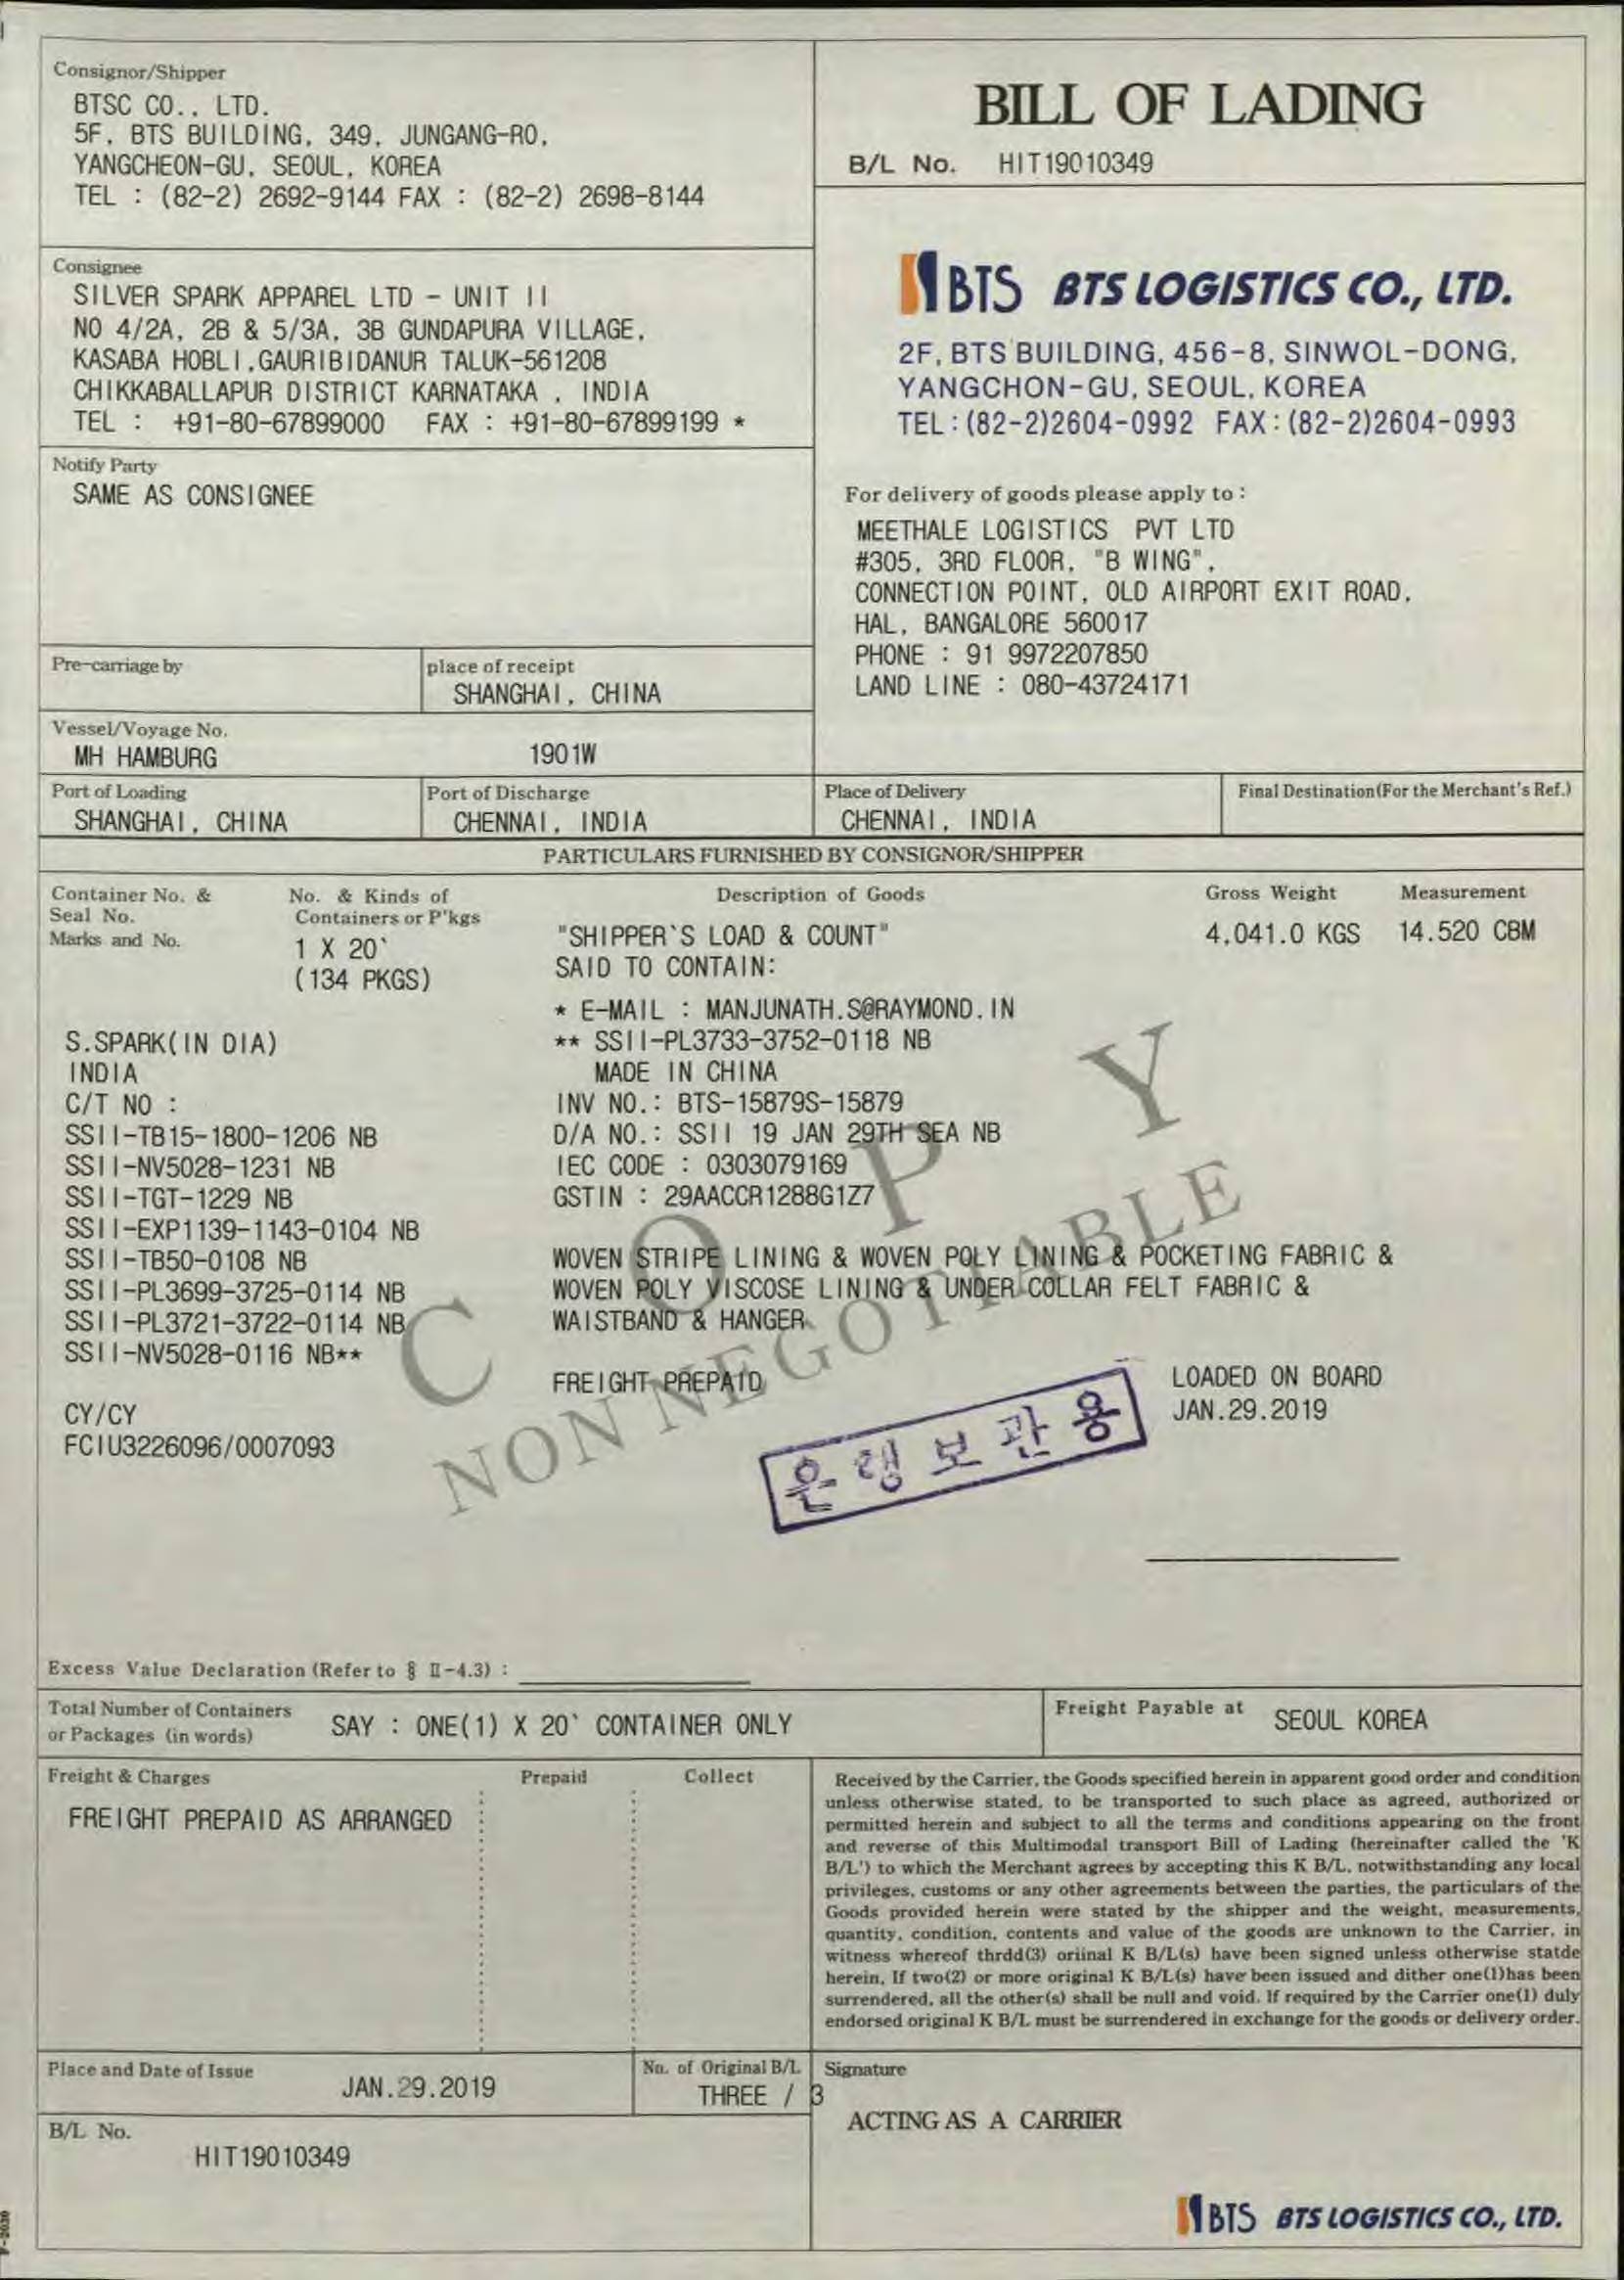 Consignor/Shipper
BTSC CO., LTD.
5F, BTS BUILDING, 349, JUNGANG-RO,
YANGCHEON-GU, SEOUL, KOREA
TEL : (82-2) 2692-9144 FAX : (82-2) 2698-8144
BILL OF LADING
B/L No. HIT19010349
Consignee
SILVER SPARK APPAREL LTD - UNIT II
NO 4/2A, 2B & 5/3A, 3B GUNDAPURA VILLAGE,
KASABA HOBLI,GAURIBIDANUR TALUK-561208
CHIKKABALLAPUR DISTRICT KARNATAKA , INDIA
TEL : +91-80-67899000 FAX : +91-80-67899199 *
BTS BTS LOGISTICS CO., LTD.
2F, BTS BUILDING, 456-8, SINWOL-DONG,
YANGCHON-GU, SEOUL, KOREA
TEL:(82-2)2604-0992 FAX:(82-2)2604-0993
Notify Party
SAME AS CONSIGNEE
For delivery of goods please apply to :
MEETHALE LOGISTICS PVT LTD
#305, 3RD FLOOR, "B WING",
CONNECTION POINT, OLD AIRPORT EXIT ROAD,
HAL, BANGALORE 560017
PHONE : 91 9972207850
LAND LINE : 080-43724171
Pre-carriage by
place of receipt
SHANGHAI, CHINA
Vessel/Voyage No.
MH HAMBURG 1901W
Port of Loading
SHANGHAI, CHINA
Port of Discharge
CHENNAI, INDIA
Place of Delivery
CHENNAI, INDIA
Final Destination(For the Merchant's Ref.)
PARTICULARS FURNISHED BY CONSIGNOR/SHIPPER
Container No. &
Seal No.
Marks and No.
No. & Kinds of
Containers or P'kgs
Description of Goods
Gross Weight
Measurement
1 X 20`
(134 PKGS)
"SHIPPER`S LOAD & COUNT"
SAID TO CONTAIN:
4,041.0 KGS 14.520 CBM
* E-MAIL : MANJUNATH.S@RAYMOND.IN
** SSII-PL3733-3752-0118 NB
MADE IN CHINA
INV NO.: BTS-15879S-15879
D/A NO.: SSII 19 JAN 29TH SEA NB
IEC CODE : 0303079169
GSTIN : 29AACCR1288G1Z7
S.SPARK(IN DIA)
INDIA
C/T NO :
SSII-TB15-1800-1206 NB
SSII-NV5028-1231 NB
SSII-TGT-1229 NB
SSII-EXP1139-1143-0104 NB
SSII-TB50-0108 NB
SSII-PL3699-3725-0114 NB
SSII-PL3721-3722-0114 NB
SSII-NV5028-0116 NB**
WOVEN STRIPE LINING & WOVEN POLY LINING & POCKETING FABRIC &
WOVEN POLY VISCOSE LINING & UNDER COLLAR FELT FABRIC &
WAISTBAND & HANGER
COPY
NON NEGOTIABLE
FREIGHT PREPAID
LOADED ON BOARD
JAN.29.2019
은행보관용
CY/CY
FCIU3226096/0007093
Excess Value Declaration (Refer to § II-4.3) :
Total Number of Containers
or Packages (in words)
SAY : ONE(1) X 20` CONTAINER ONLY
Freight Payable at
SEOUL KOREA
Freight & Charges
Prepaid
Collect
FREIGHT PREPAID AS ARRANGED
Received by the Carrier, the Goods specified herein in apparent good order and condition
unless otherwise stated, to be transported to such place as agreed, authorized or
permitted herein and subject to all the terms and conditions appearing on the front
and reverse of this Multimodal transport Bill of Lading (hereinafter called the 'K
B/L') to which the Merchant agrees by accepting this K B/L, notwithstanding any local
privileges, customs or any other agreements between the parties, the particulars of the
Goods provided herein were stated by the shipper and the weight, measurements,
quantity, condition, contents and value of the goods are unknown to the Carrier, in
witness whereof thrdd(3) oriinal K B/L(s) have been signed unless otherwise statde
herein, If two(2) or more original K B/L(s) have been issued and dither one(1)has been
surrendered, all the other(s) shall be null and void. If required by the Carrier one(1) duly
endorsed original K B/L must be surrendered in exchange for the goods or delivery order.
Place and Date of Issue
JAN.29.2019
No. of Original B/L
THREE / 3
Signature
ACTING AS A CARRIER
B/L No.
HIT19010349
BTS BTS LOGISTICS CO., LTD.